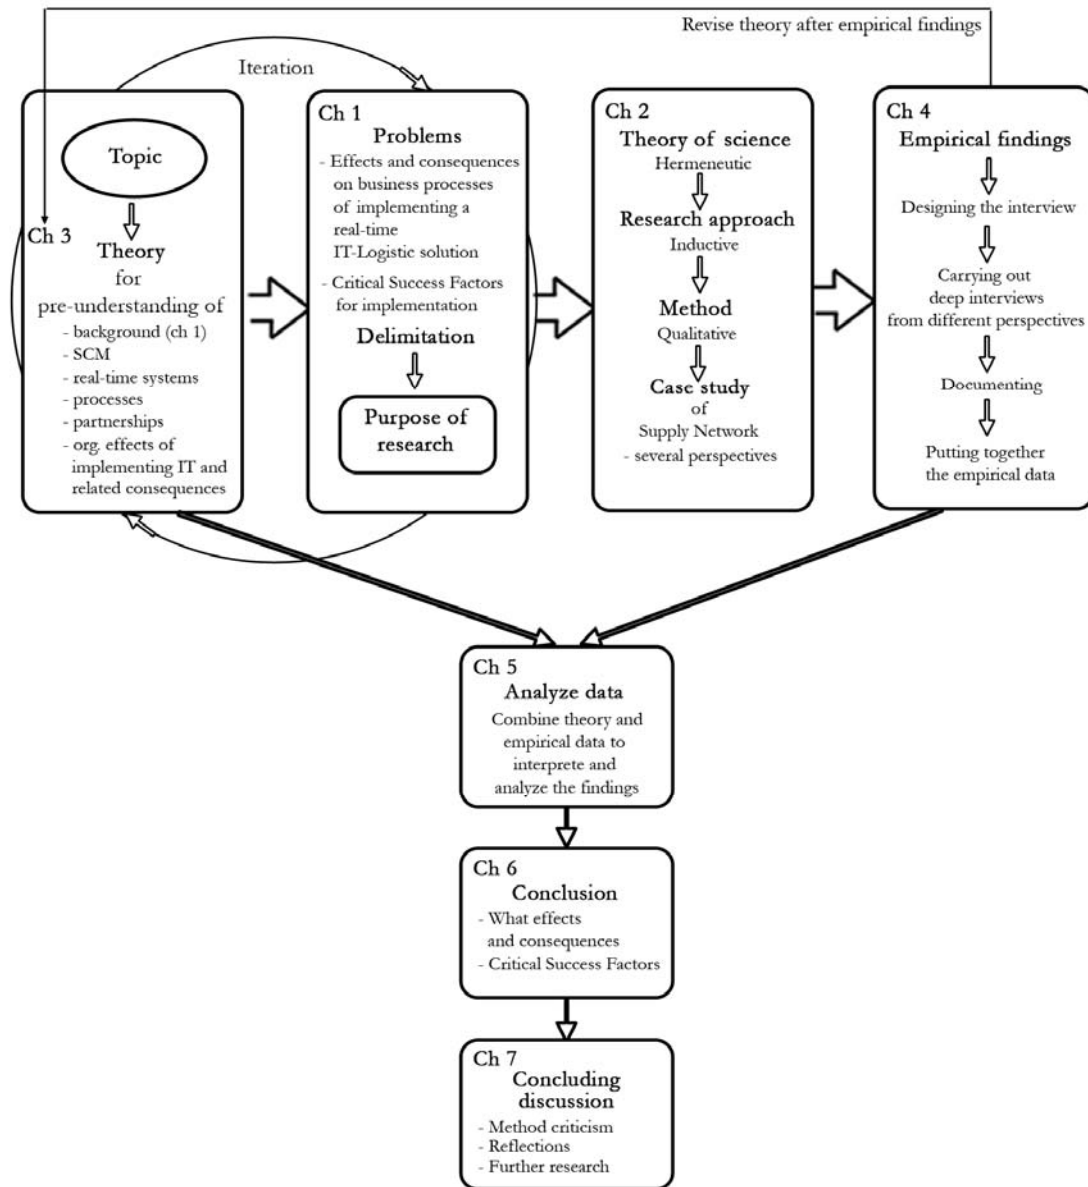 Revise theory after empirical findings
Iteration
Ch 3
Topic
Theory
for
pre-understanding of
- background (ch 1)
- SCM
- real-time systems
- processes
- partnerships
- org. effects of
implementing IT and
related consequences
Ch 1
Problems
- Effects and consequences
on business processes
of implementing a
real-time
IT-Logistic solution
- Critical Success Factors
for implementation
Delimitation
Purpose of
research
Ch 2
Theory of science
Hermeneutic
Research approach
Inductive
Method
Qualitative
Case study
of
Supply Network
- several perspectives
Ch 4
Empirical findings
Designing the interview
Carrying out
deep interviews
from different perspectives
Documenting
Putting together
the empirical data
Ch 5
Analyze data
Combine theory and
empirical data to
interprete and
analyze the findings
Ch 6
Conclusion
- What effects
and consequences
- Critical Success Factors
Ch 7
Concluding
discussion
- Method criticism
- Reflections
- Further research